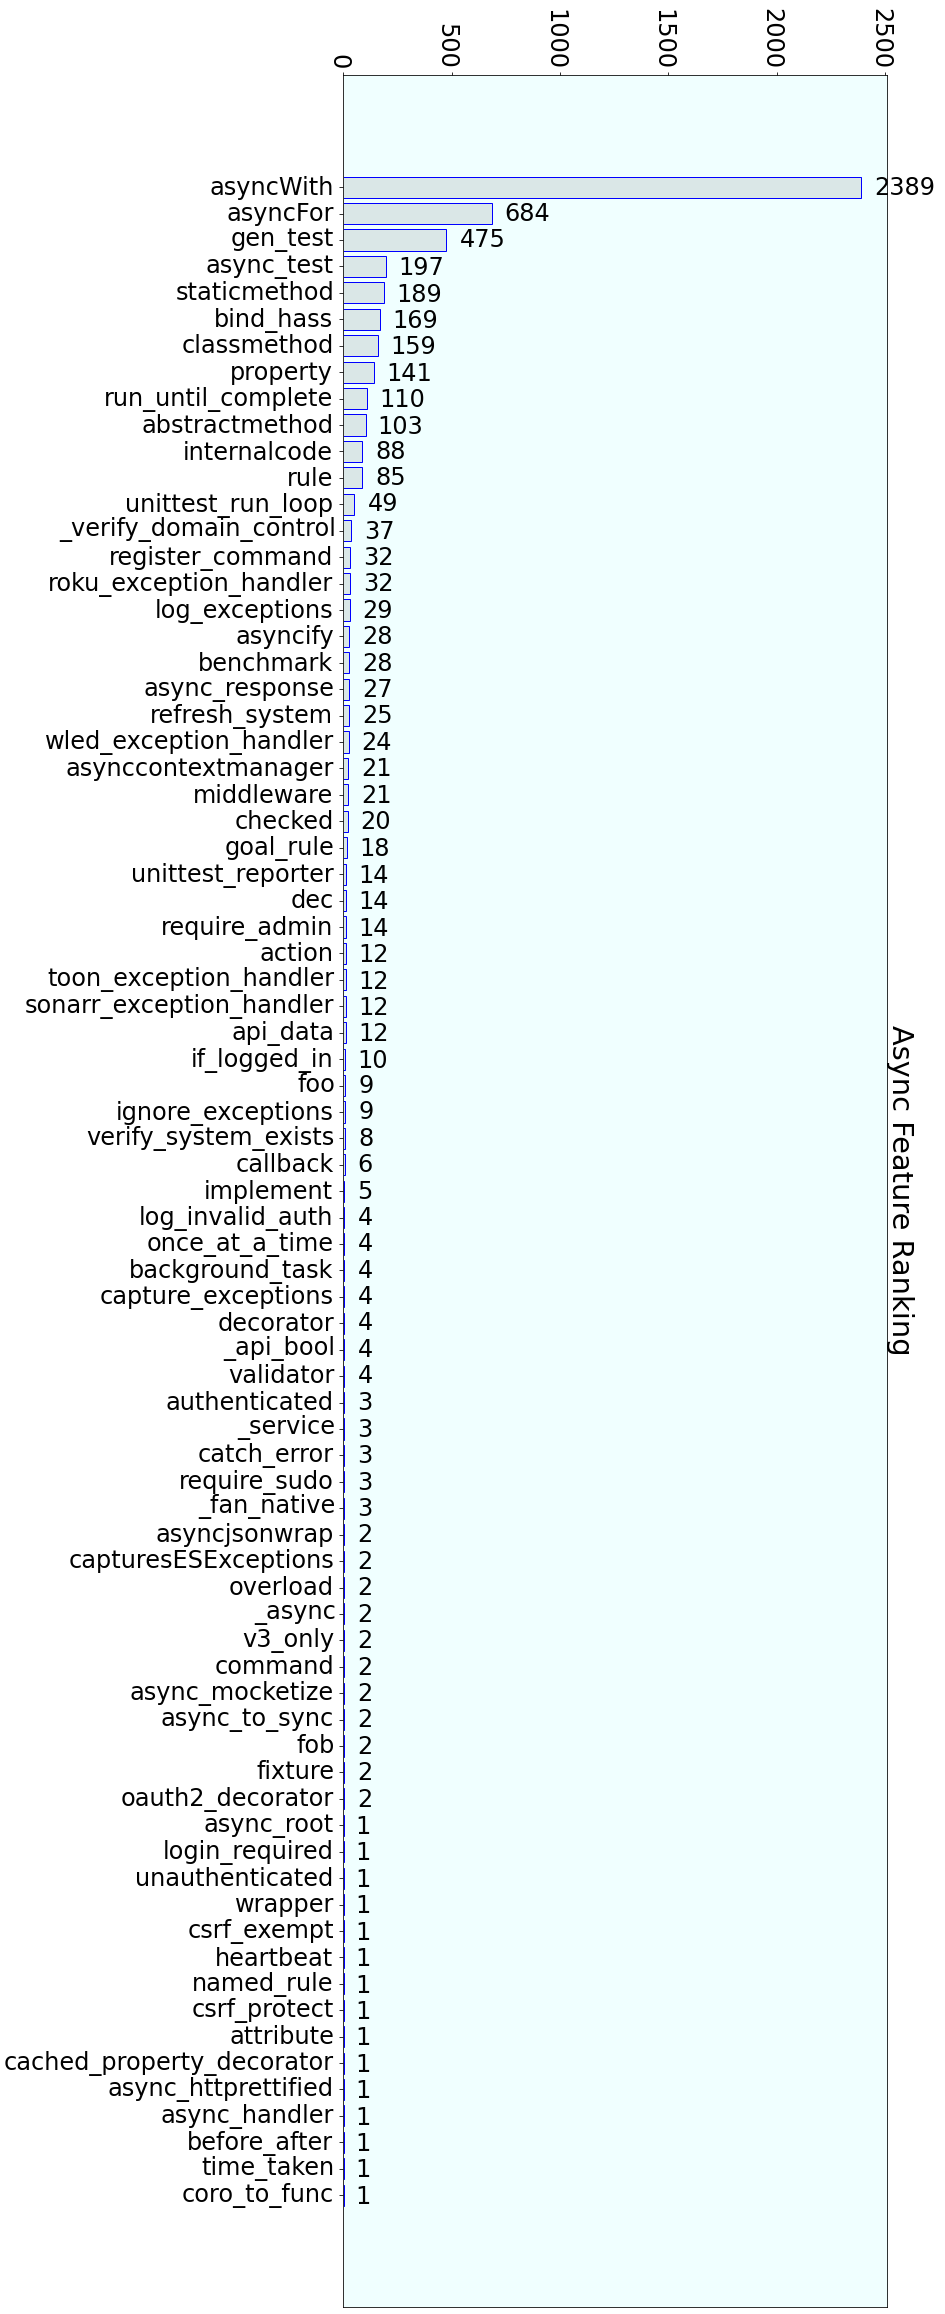 0
500
1000
1500
2000
2500
asyncWith 2389
asyncFor 684
gen_test 475
async_test 197
staticmethod 189
bind_hass 169
classmethod 159
property 141
run_until_complete 110
abstractmethod 103
internalcode 88
rule 85
unittest_run_loop 49
_verify_domain_control 37
register_command 32
roku_exception_handler 32
log_exceptions 29
asyncify 28
benchmark 28
async_response 27
refresh_system 25
wled_exception_handler 24
asynccontextmanager 21
middleware 21
checked 20
goal_rule 18
unittest_reporter 14
dec 14
require_admin 14
action 12
toon_exception_handler 12
sonarr_exception_handler 12
api_data 12
if_logged_in 10
foo 9
ignore_exceptions 9
verify_system_exists 8
callback 6
implement 5
log_invalid_auth 4
once_at_a_time 4
background_task 4
capture_exceptions 4
decorator 4
_api_bool 4
validator 4
authenticated 3
_service 3
catch_error 3
require_sudo 3
_fan_native 3
asyncjsonwrap 2
capturesESExceptions 2
overload 2
_async 2
v3_only 2
command 2
async_mocketize 2
async_to_sync 2
fob 2
fixture 2
oauth2_decorator 2
async_root 1
login_required 1
unauthenticated 1
wrapper 1
csrf_exempt 1
heartbeat 1
named_rule 1
csrf_protect 1
attribute 1
cached_property_decorator 1
async_httprettified 1
async_handler 1
before_after 1
time_taken 1
coro_to_func 1
Async Feature Ranking